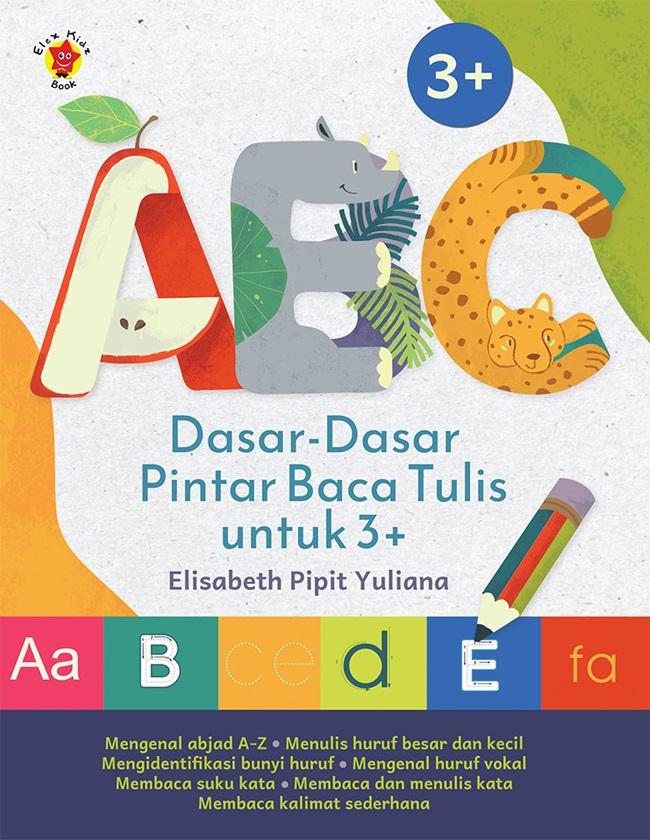 Elex Kidz
Book
3+
ABC
Dasar-Dasar
Pintar Baca Tulis
untuk 3+
Elisabeth Pipit Yuliana
Aa B ce d E fa
Mengenal abjad A-Z • Menulis huruf besar dan kecil
Mengidentifikasi bunyi huruf • Mengenal huruf vokal
Membaca suku kata • Membaca dan menulis kata
Membaca kalimat sederhana